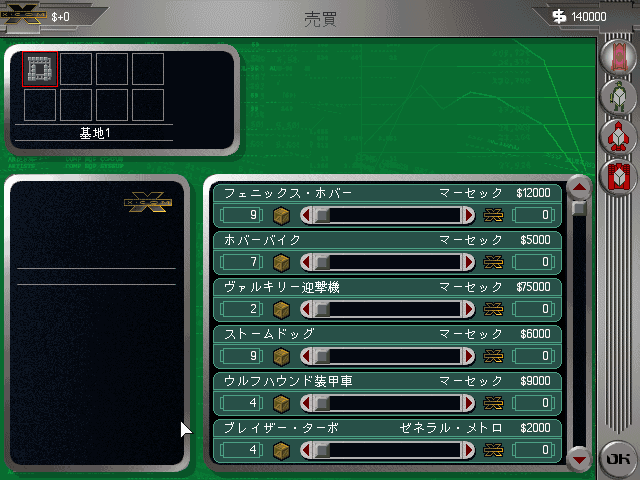 $+0
売買
$ 140000
基地1
X-COM
フェニックス・ホバー マーセック $12000
9 0
ホバーバイク マーセック $5000
7 0
ヴァルキリー迎撃機 マーセック $75000
2 0
ストームドッグ マーセック $6000
9 0
ウルフハウンド装甲車 マーセック $9000
4 0
ブレイザー・ターボ ゼネラル・メトロ $2000
4 0
OK